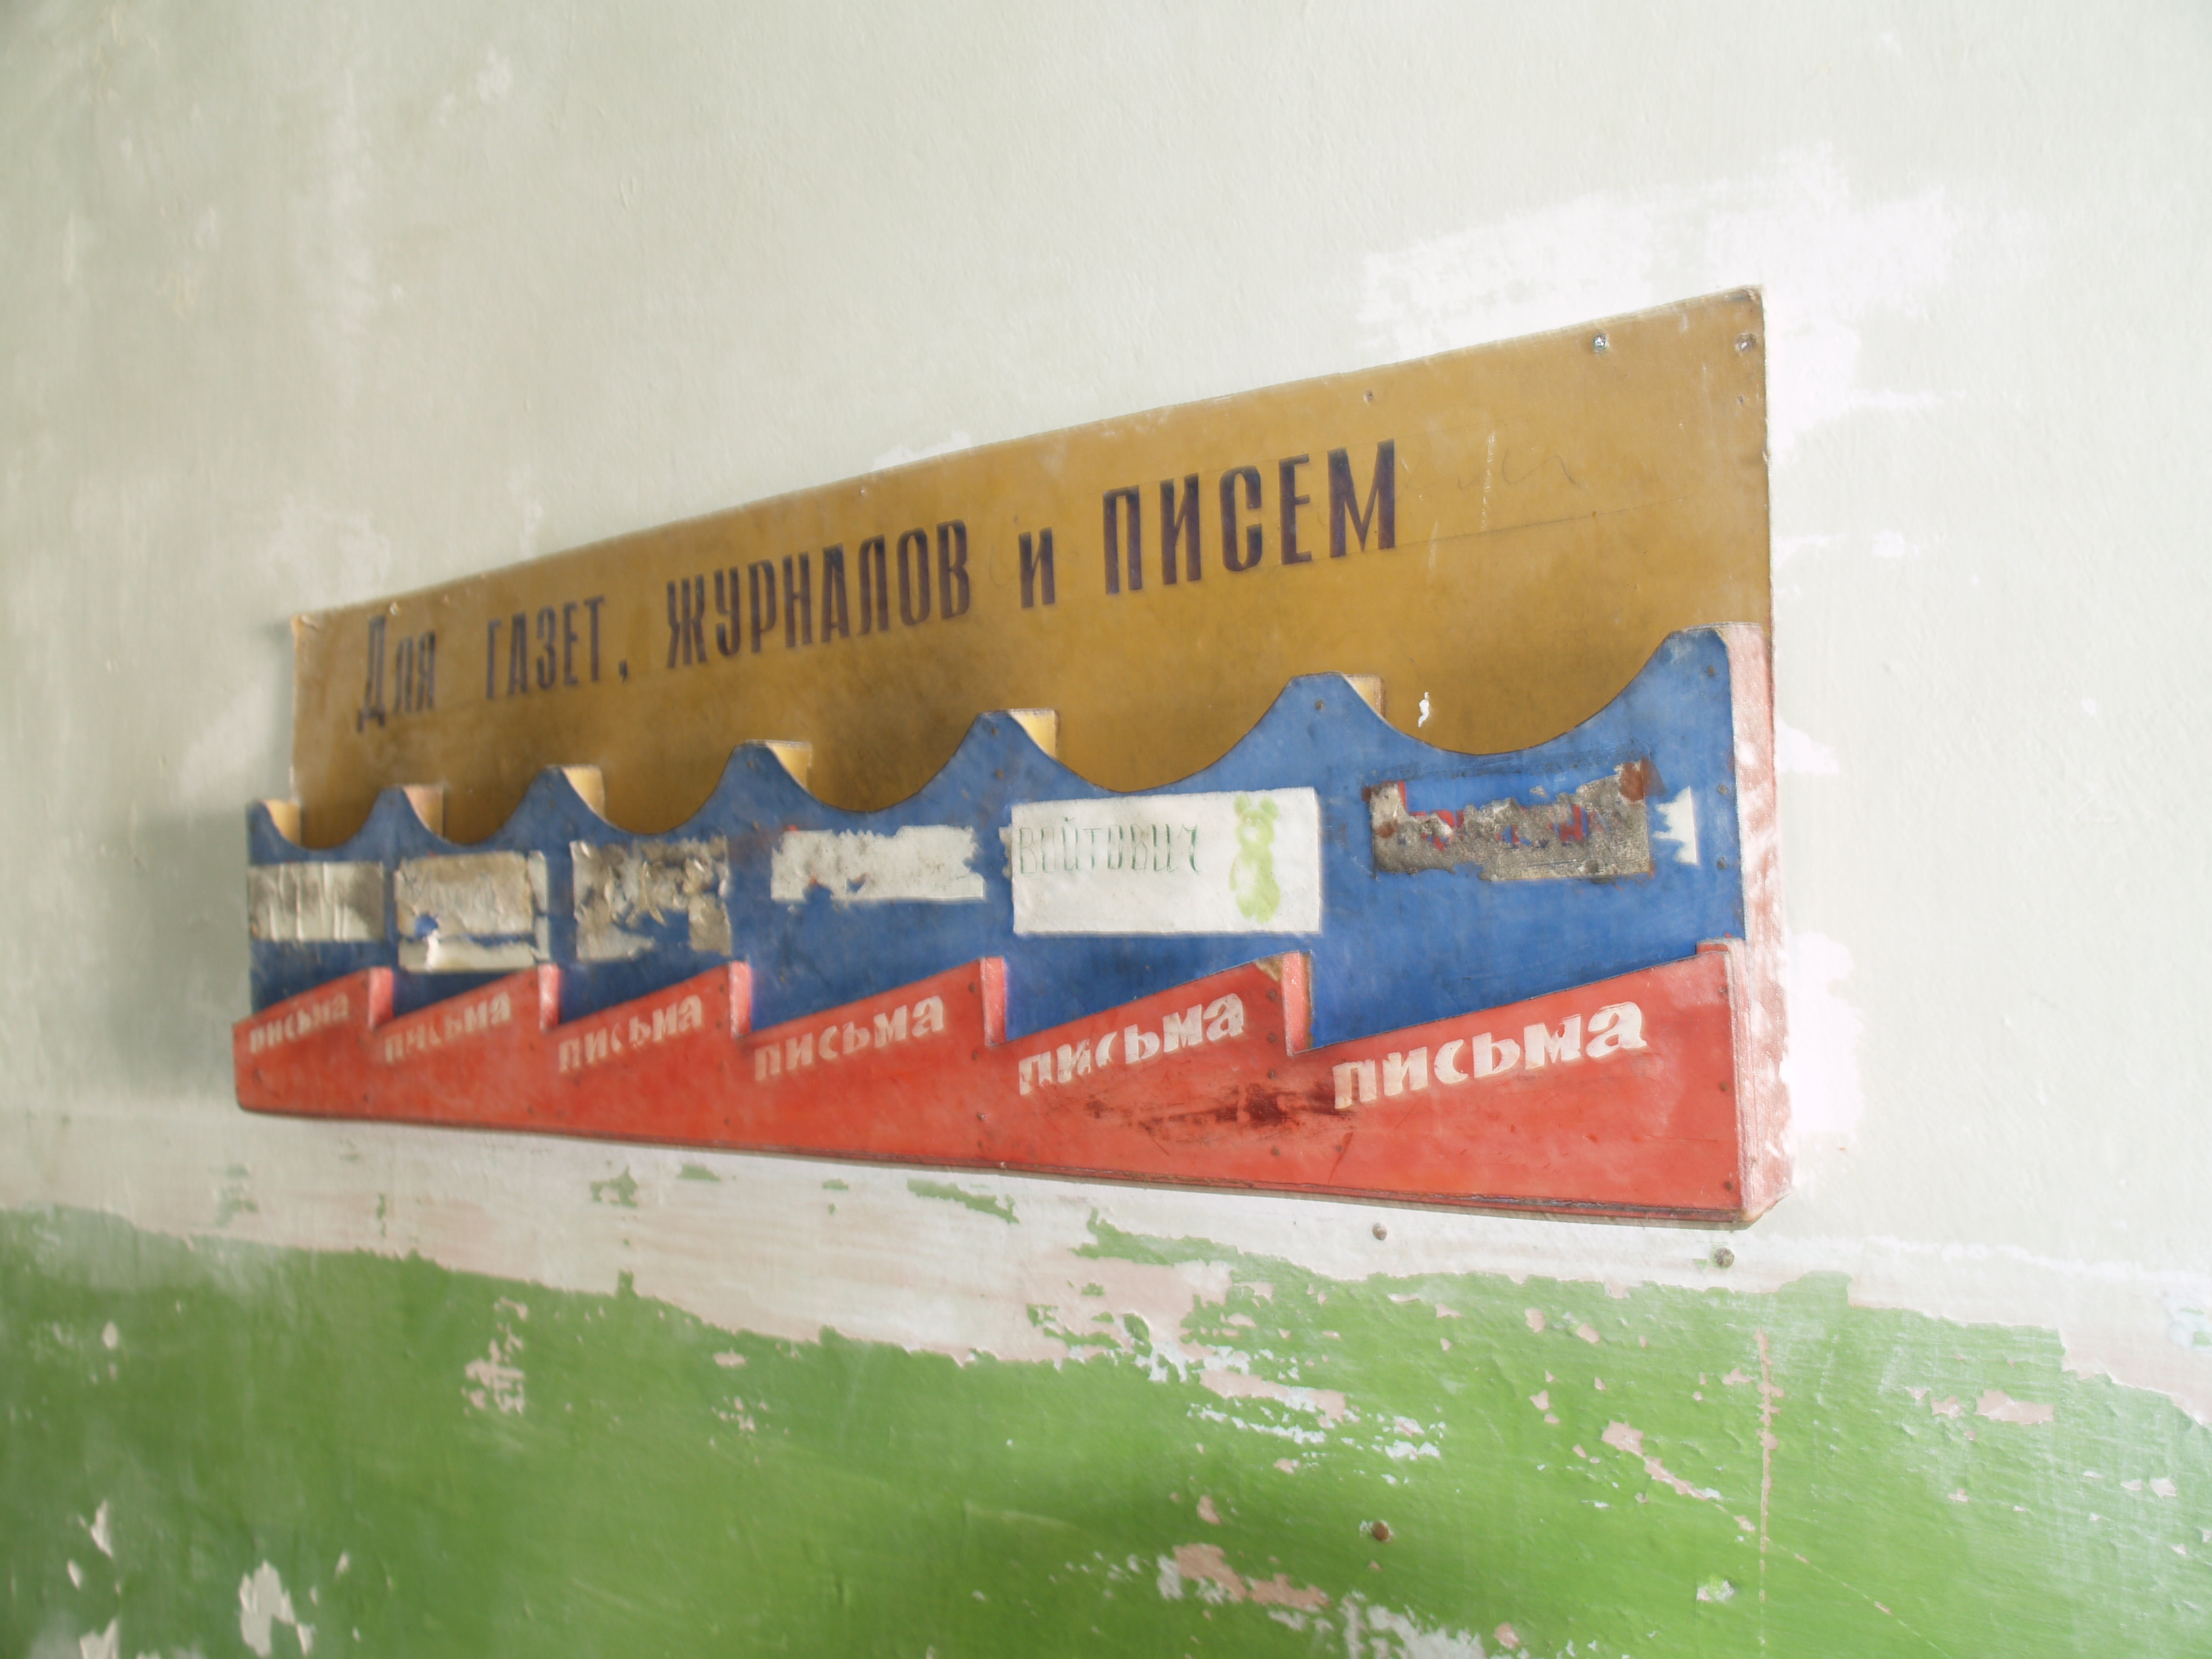 Для ГАЗЕТ, ЖУРНАЛОВ и ПИСЕМ
ВОЙТОВИЧ
письма
письма
письма
письма
письма
письма